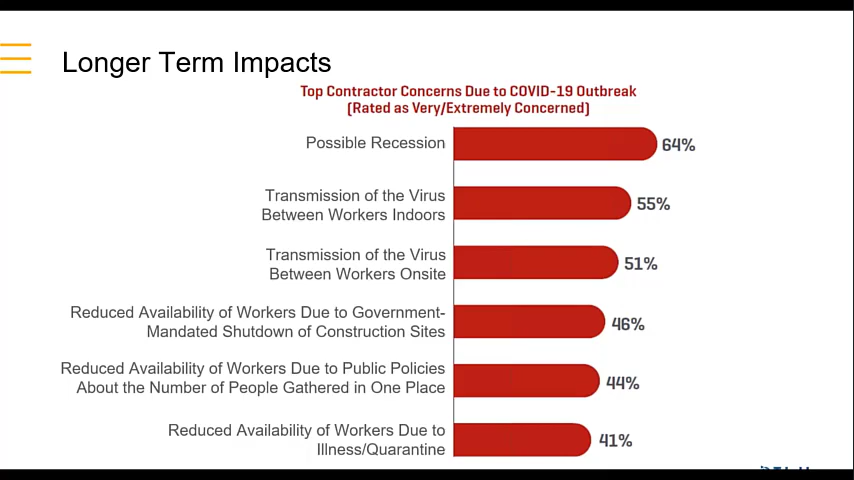 Longer Term Impacts
Top Contractor Concerns Due to COVID-19 Outbreak
(Rated as Very/Extremely Concerned)
Possible Recession
64%
Transmission of the Virus
Between Workers Indoors
55%
Transmission of the Virus
Between Workers Onsite
51%
Reduced Availability of Workers Due to Government-
Mandated Shutdown of Construction Sites
46%
Reduced Availability of Workers Due to Public Policies
About the Number of People Gathered in One Place
44%
Reduced Availability of Workers Due to
Illness/Quarantine
41%